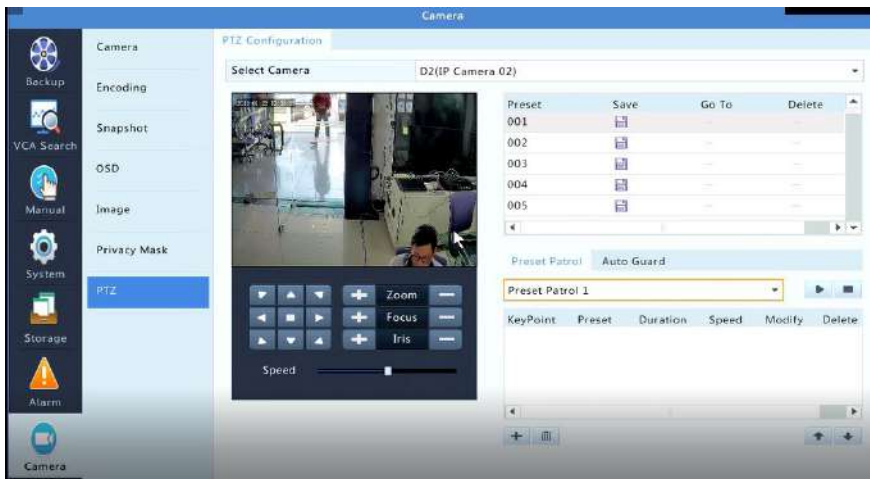 Camera
Backup
VCA Search
Manual
System
Storage
Alarm
Camera
Camera
Encoding
Snapshot
OSD
Image
Privacy Mask
PTZ
PTZ Configuration
Select Camera D2(IP Camera 02)
Zoom
Focus
Iris
Speed
Preset Save Go To Delete
001
002
003
004
005
Preset Patrol Auto Guard
Preset Patrol 1
KeyPoint Preset Duration Speed Modify Delete